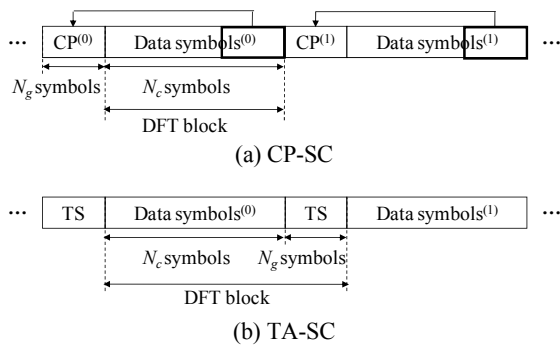 ... CP(0) Data symbols(0) CP(1) Data symbols(1) ...
Ng symbols Nc symbols
DFT block
(a) CP-SC
... TS Data symbols(0) TS Data symbols(1) ...
Nc symbols Ng symbols
DFT block
(b) TA-SC